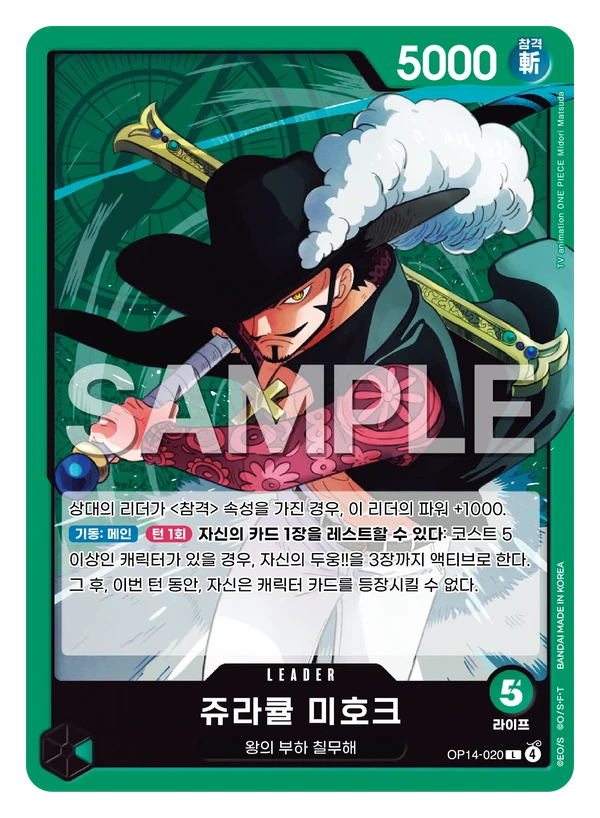 5000
참격
斬
TV animation ONE PIECE Midori Matsuda
SAMPLE
상대의 리더가 <참격> 속성을 가진 경우, 이 리더의 파워 +1000.
기동: 메인 턴 1회 자신의 카드 1장을 레스트할 수 있다: 코스트 5
이상인 캐릭터가 있을 경우, 자신의 두웅!!을 3장까지 액티브로 한다.
그 후, 이번 턴 동안, 자신은 캐릭터 카드를 등장시킬 수 없다.
LEADER
쥬라큘 미호크
왕의 부하 칠무해
5
라이프
OP14-020 L 4
©EO/S ©O/S·F·T BANDAI MADE IN KOREA